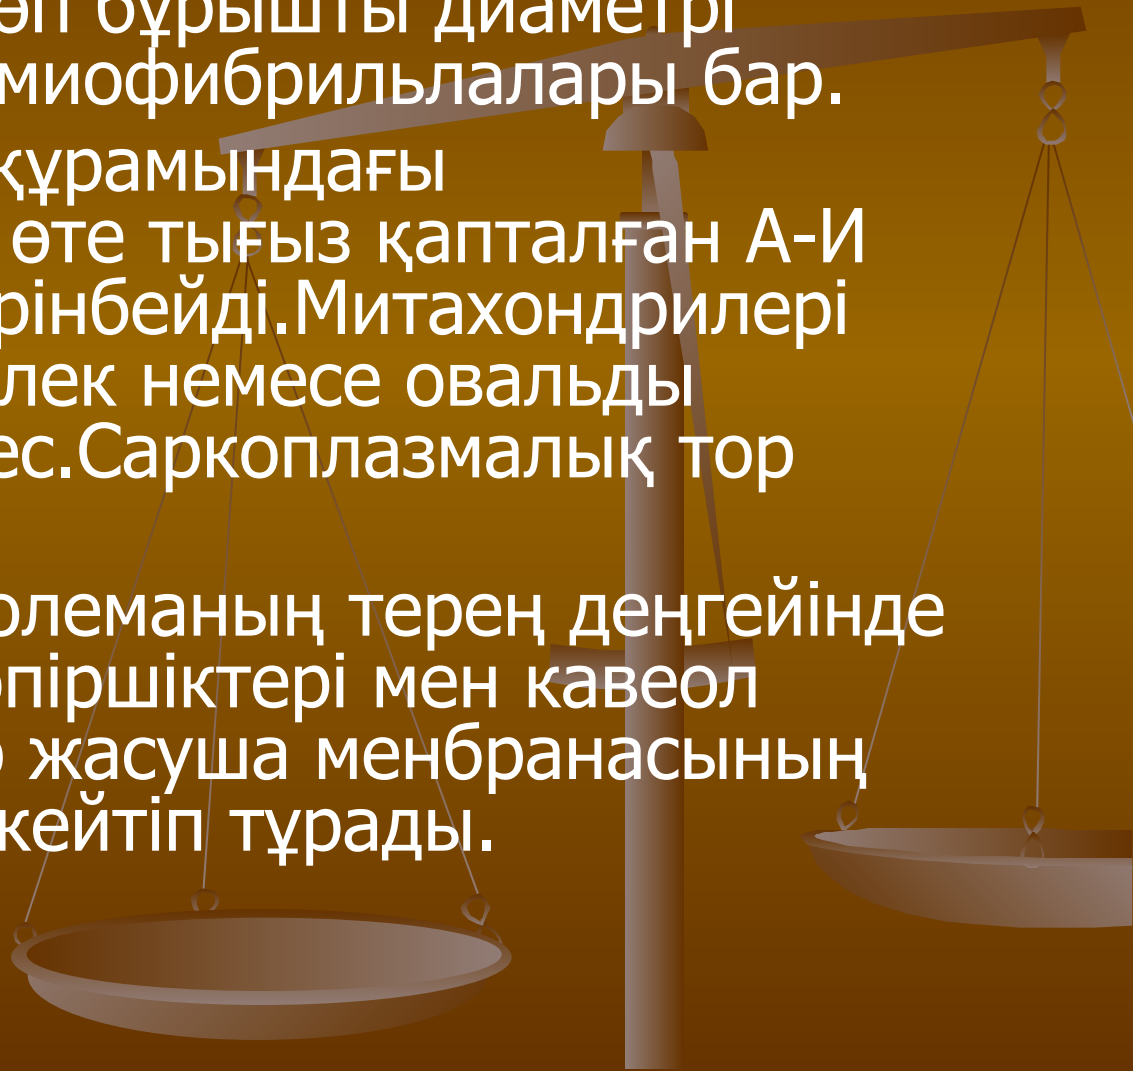 бұрышты диаметрі
миофибрильлалары бар.
құрамындағы
өте тығыз қапталған А-И
рінбейді.Митахондрилері
лек немесе овальды
ес.Саркоплазмалық тор
олеманың терең деңгейінде
піршіктері мен кавеол
жасуша менбранасының
кейтіп тұрады.